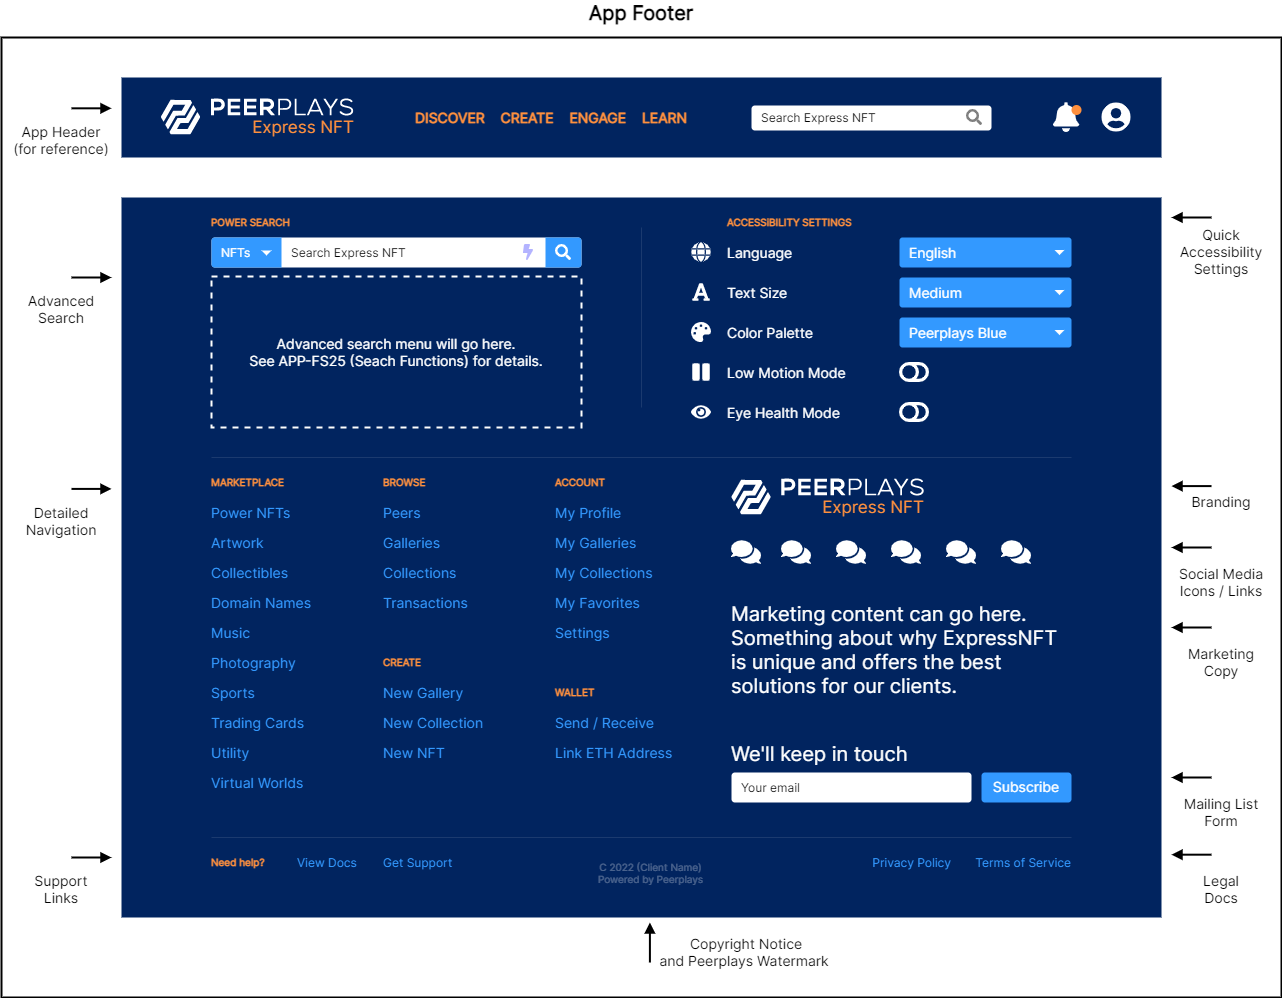 App Footer
App Header
(for reference)
PEERPLAYS
Express NFT
DISCOVER CREATE ENGAGE LEARN
Search Express NFT
Advanced
Search
POWER SEARCH
NFTs
Search Express NFT
Advanced search menu will go here.
See APP-FS25 (Seach Functions) for details.
ACCESSIBILITY SETTINGS
Language English
Text Size Medium
Color Palette Peerplays Blue
Low Motion Mode
Eye Health Mode
Quick
Accessibility
Settings
Detailed
Navigation
MARKETPLACE
Power NFTs
Artwork
Collectibles
Domain Names
Music
Photography
Sports
Trading Cards
Utility
Virtual Worlds
BROWSE
Peers
Galleries
Collections
Transactions
CREATE
New Gallery
New Collection
New NFT
ACCOUNT
My Profile
My Galleries
My Collections
My Favorites
Settings
WALLET
Send / Receive
Link ETH Address
PEERPLAYS
Express NFT
Branding
Social Media
Icons / Links
Marketing content can go here.
Something about why ExpressNFT
is unique and offers the best
solutions for our clients.
Marketing
Copy
We'll keep in touch
Your email
Subscribe
Mailing List
Form
Support
Links
Need help? View Docs Get Support
C 2022 (Client Name)
Powered by Peerplays
Privacy Policy Terms of Service
Legal
Docs
Copyright Notice
and Peerplays Watermark